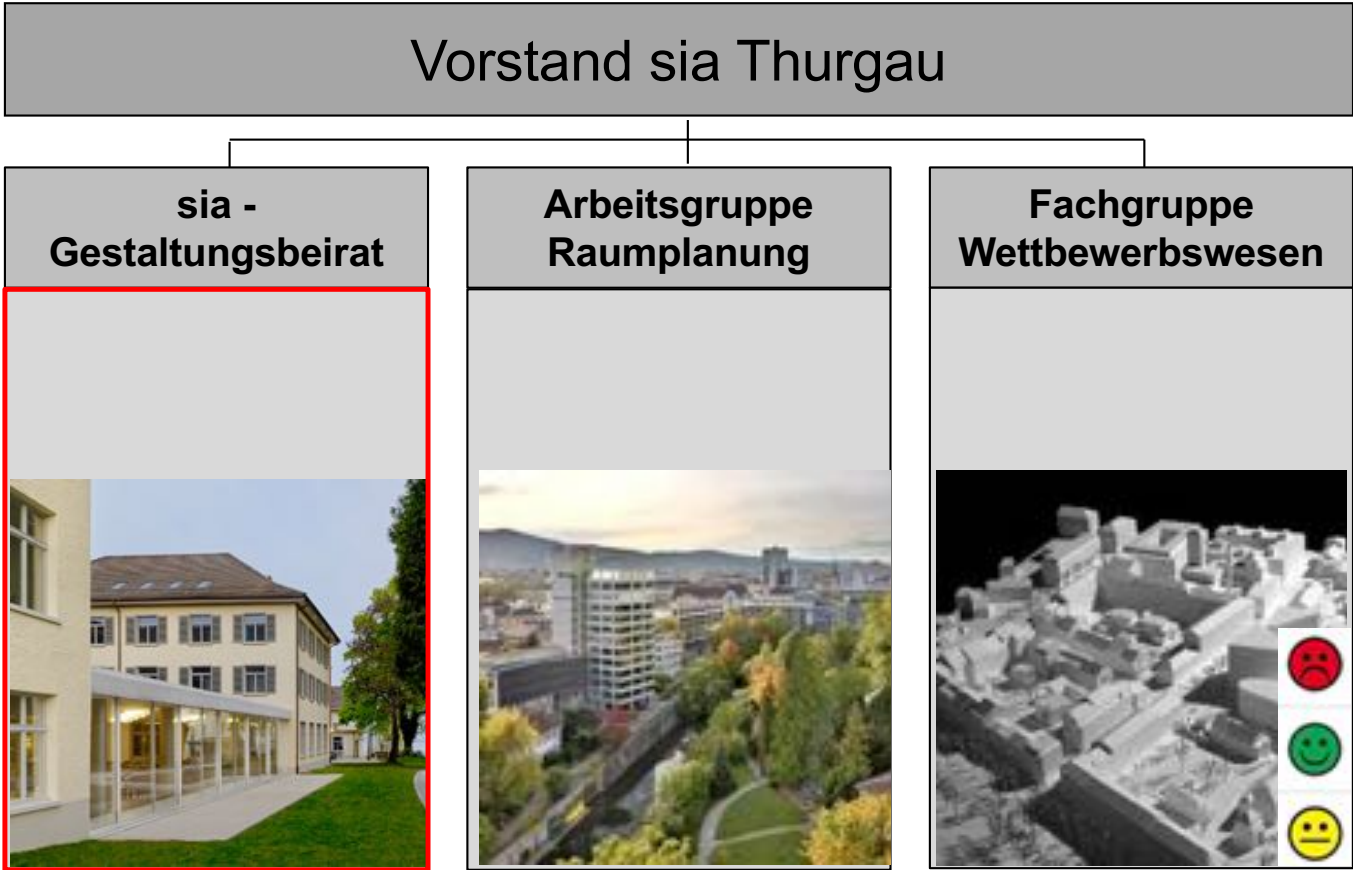 Vorstand sia Thurgau
sia -
Gestaltungsbeirat
Arbeitsgruppe
Raumplanung
Fachgruppe
Wettbewerbswesen